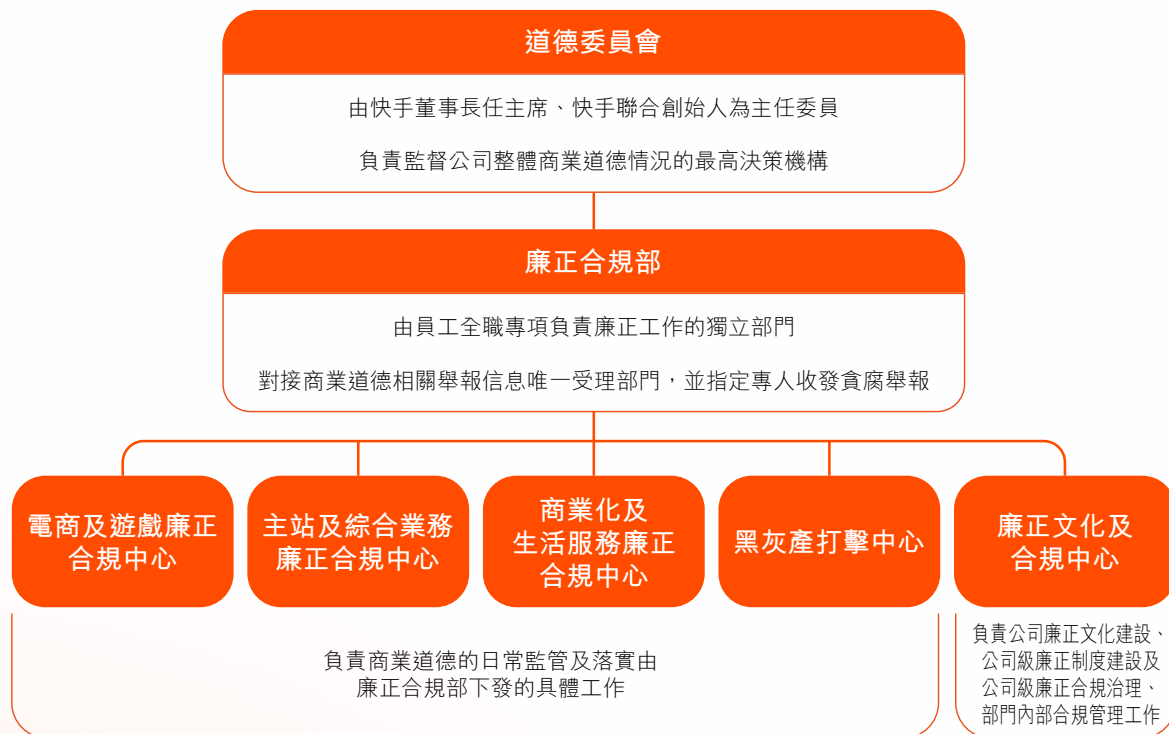 道德委員會
由快手董事長任主席、快手聯合創始人為主任委員
負責監督公司整體商業道德情況的最高決策機構
廉正合規部
由員工全職專項負責廉正工作的獨立部門
對接商業道德相關舉報信息唯一受理部門，並指定專人收發貪腐舉報
電商及遊戲廉正
合規中心
主站及綜合業務
廉正合規中心
商業化及
生活服務廉正
合規中心
黑灰產打擊中心
廉正文化及
合規中心
負責商業道德的日常監管及落實由
廉正合規部下發的具體工作
負責公司廉正文化建設、
公司級廉正制度建設及
公司級廉正合規治理、
部門內部合規管理工作